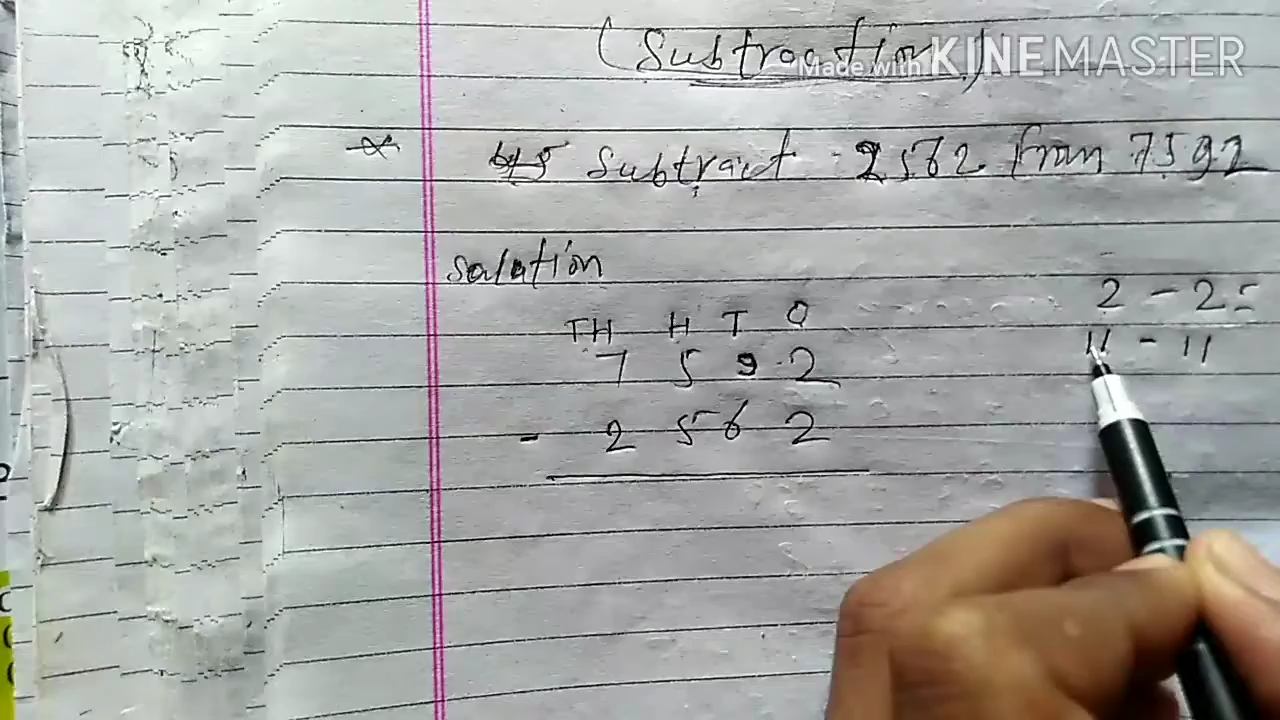 (Subtraction)
Made with KINEMASTER
Subtract 2562 from 7592
Solution
TH H T O
7 5 9 2
2 - 2 =
11 - 11
- 2 5 6 2